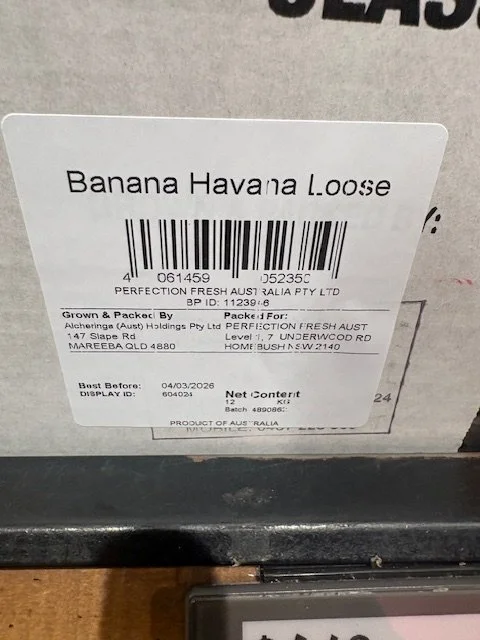 Banana Havana Loose
4 061459 052350
PERFECTION FRESH AUSTRALIA PTY LTD
BP ID:
Grown & Packed By
Packed For:
Alcheringa (Aust) Holdings Pty Ltd
PERFECTION FRESH AUST
147 Slape Rd
Level 1, 7 UNDERWOOD RD
MAREEBA QLD 4880
HOMEBUSH NSW 2140
Best Before: 04/03/2026
DISPLAY ID: 604024
Net Content
12 KG
Batch
24
PRODUCT OF AUSTRALIA